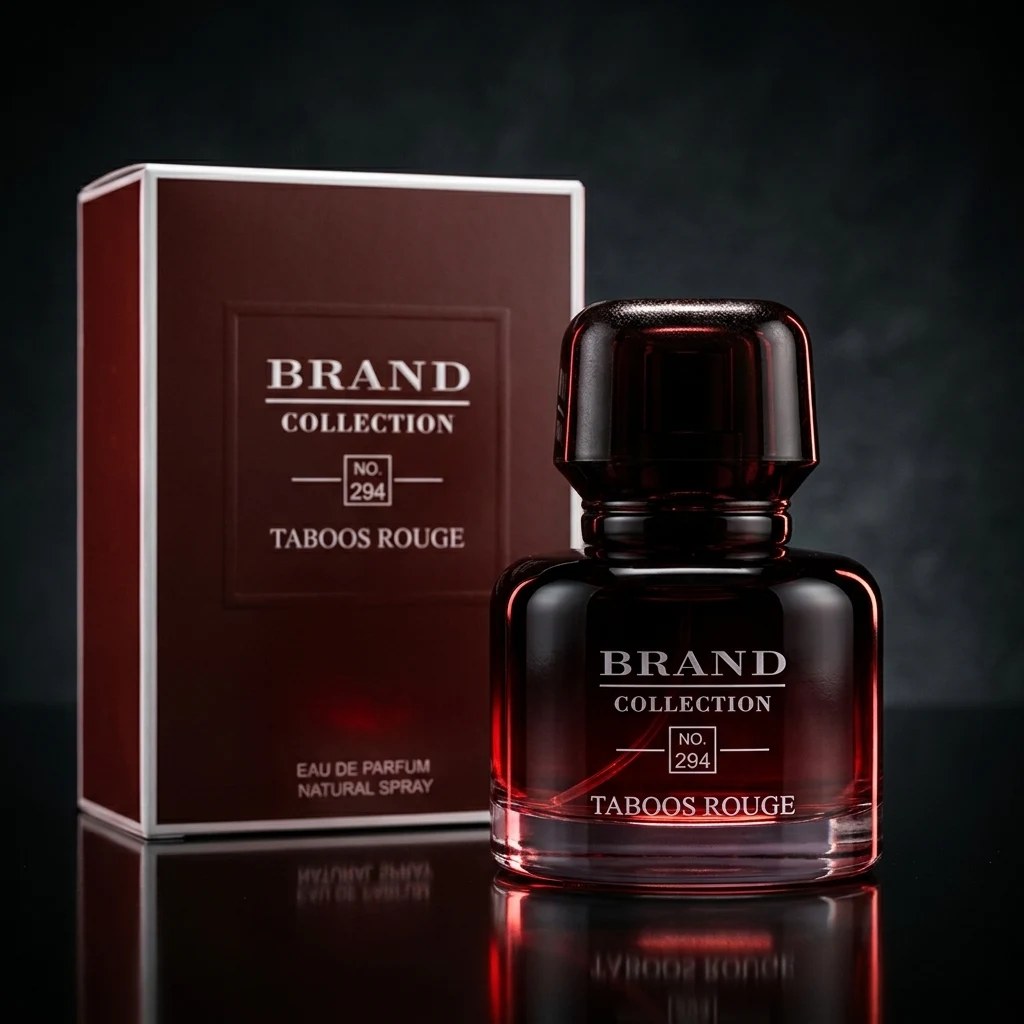 BRAND
COLLECTION
NO.
294
TABOOS ROUGE
EAU DE PARFUM
NATURAL SPRAY
BRAND
COLLECTION
NO.
294
TABOOS ROUGE